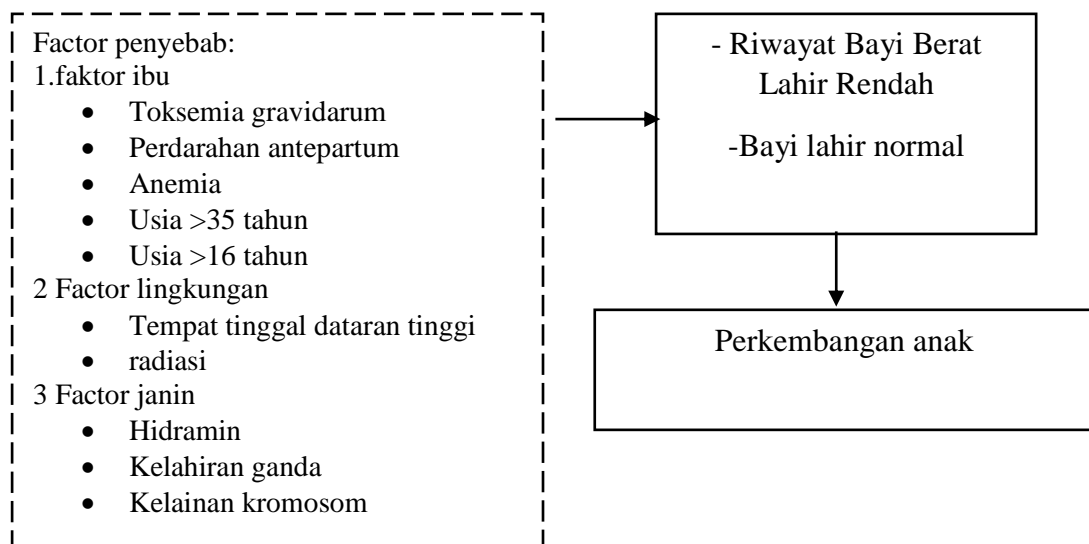 Factor penyebab:
1.faktor ibu
• Toksemia gravidarum
• Perdarahan antepartum
• Anemia
• Usia >35 tahun
• Usia >16 tahun
2 Factor lingkungan
• Tempat tinggal dataran tinggi
• radiasi
3 Factor janin
• Hidramin
• Kelahiran ganda
• Kelainan kromosom
- Riwayat Bayi Berat
Lahir Rendah
-Bayi lahir normal
Perkembangan anak